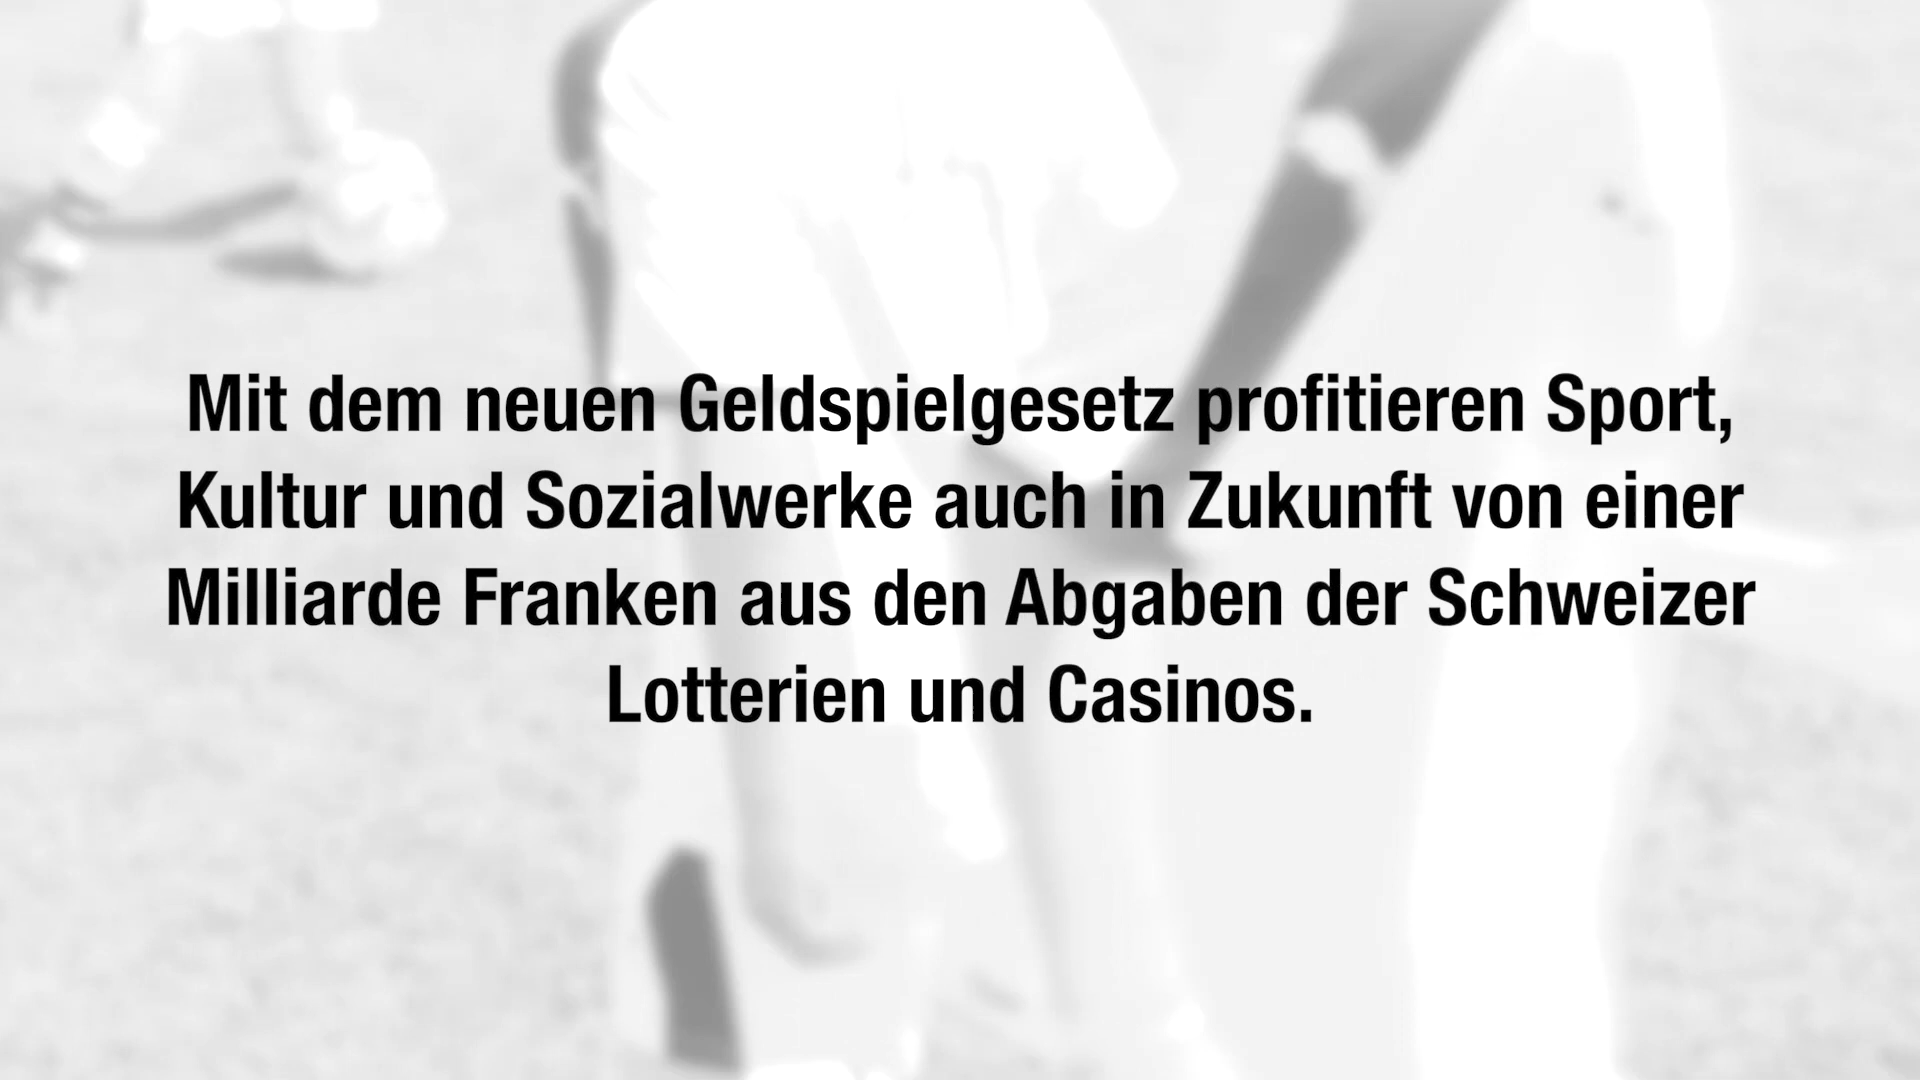 Mit dem neuen Geldspielgesetz profitieren Sport,
Kultur und Sozialwerke auch in Zukunft von einer
Milliarde Franken aus den Abgaben der Schweizer
Lotterien und Casinos.